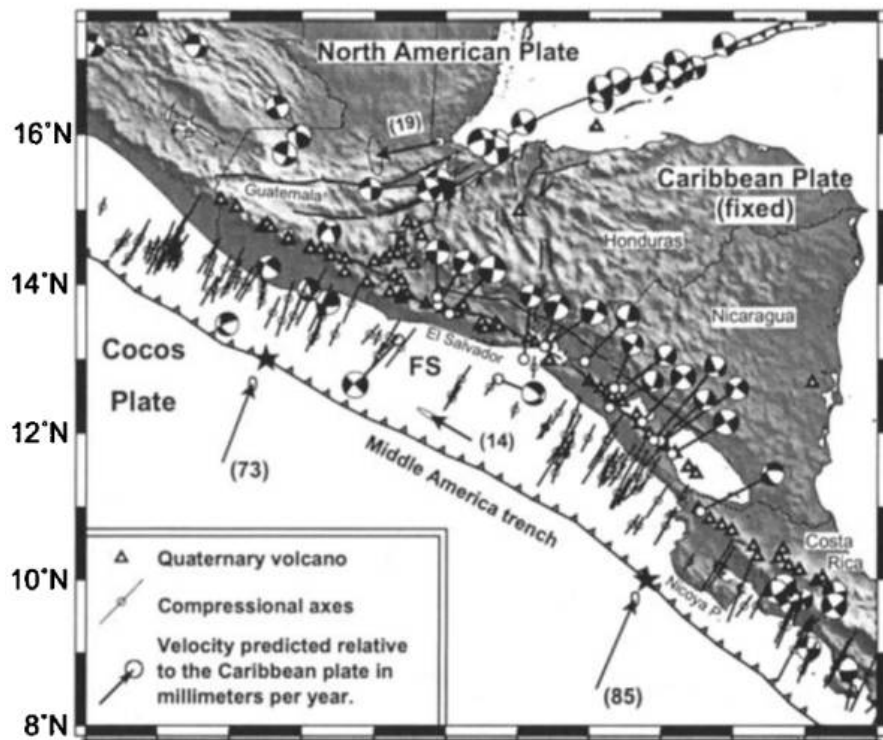 North American Plate
16°N
(19)
Guatemala
Caribbean Plate
(fixed)
Honduras
14°N
Nicaragua
El Salvador
Cocos
Plate
FS
12°N
(14)
(73)
Middle America trench
Costa
Rica
Quaternary volcano
10°N
Nicoya P.
Compressional axes
Velocity predicted relative
to the Caribbean plate in
millimeters per year.
(85)
8°N